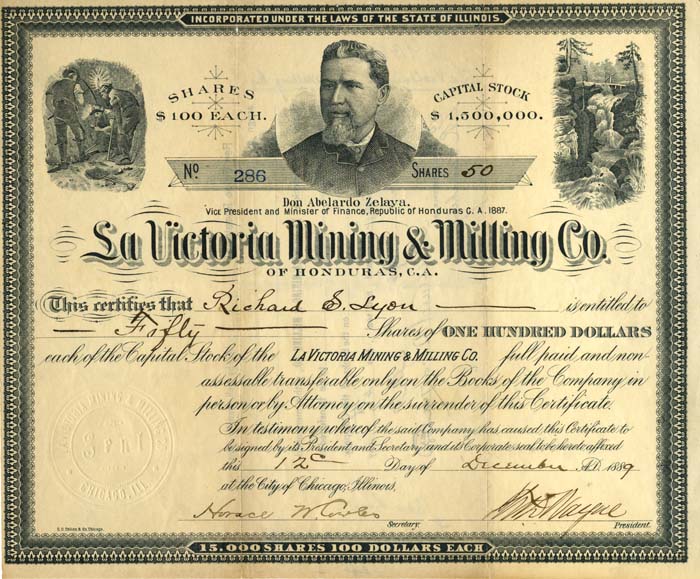 INCORPORATED UNDER THE LAWS OF THE STATE OF ILLINOIS.
SHARES
$100 EACH.
CAPITAL STOCK
$1,500,000.
No 286 SHARES 50
Don Abelardo Zelaya.
Vice President and Minister of Finance, Republic of Honduras C. A. 1887.
La Victoria Mining & Milling Co.
OF HONDURAS, C.A.
This certifies that Richard S. Lyon is entitled to
Fifty Shares of ONE HUNDRED DOLLARS
each of the Capital Stock of the LA VICTORIA MINING & MILLING CO. full paid and non-
assessable transferable only on the Books of the Company in
person or by Attorney on the surrender of this Certificate.
In testimony whereof the said Company has caused this Certificate to
be signed by its President and Secretary and its Corporate seal to be hereto affixed
this 12 Day of December A.D. 1889
at the City of Chicago, Illinois,
Horace W. Cowles
Secretary.
Wayne
President.
Seal
CHICAGO, ILL.
15,000 SHARES 100 DOLLARS EACH